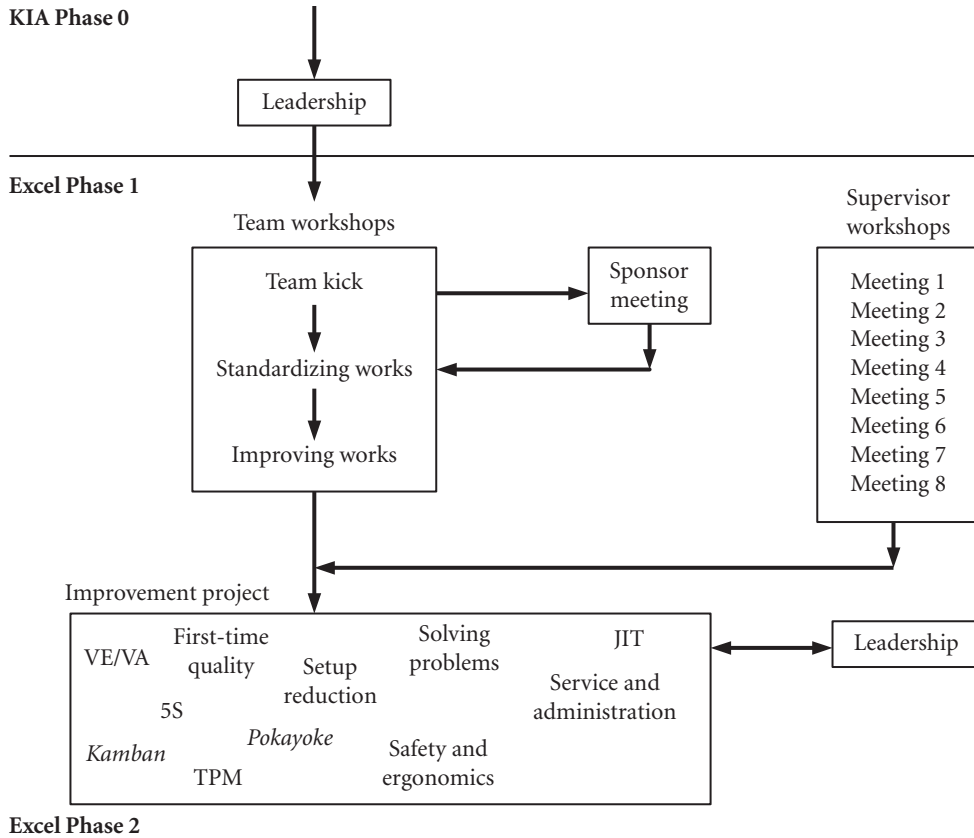 KIA Phase 0
Leadership
Excel Phase 1
Team workshops
Team kick
Standardizing works
Improving works
Sponsor
meeting
Supervisor
workshops
Meeting 1
Meeting 2
Meeting 3
Meeting 4
Meeting 5
Meeting 6
Meeting 7
Meeting 8
Improvement project
VE/VA
First-time
quality
Setup
reduction
Solving
problems
JIT
Service and
administration
5S
Kamban
Pokayoke
TPM
Safety and
ergonomics
Leadership
Excel Phase 2